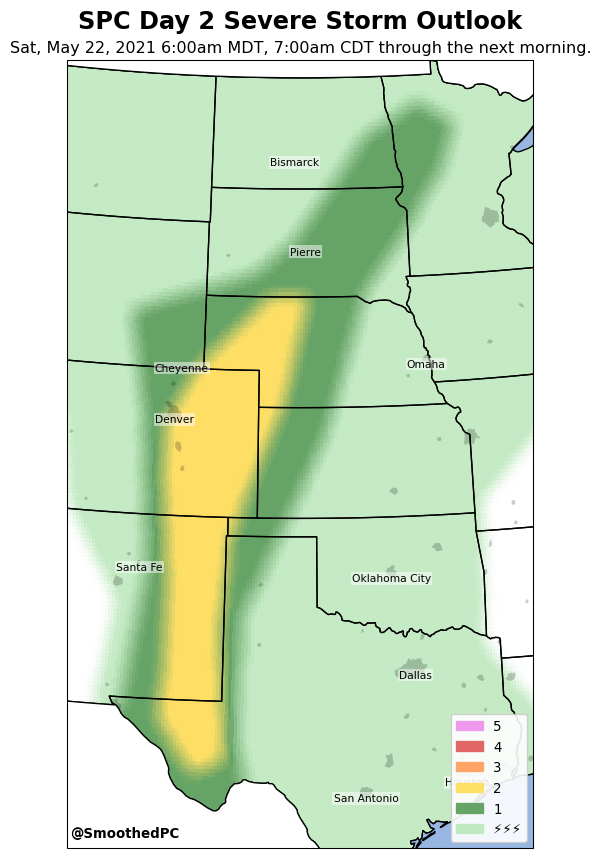 SPC Day 2 Severe Storm Outlook
Sat, May 22, 2021 6:00am MDT, 7:00am CDT through the next morning.
Bismarck
Pierre
Cheyenne
Omaha
Denver
Santa Fe
Oklahoma City
Dallas
San Antonio
Houston
5
4
3
2
1
⚡⚡⚡
@SmoothedPC